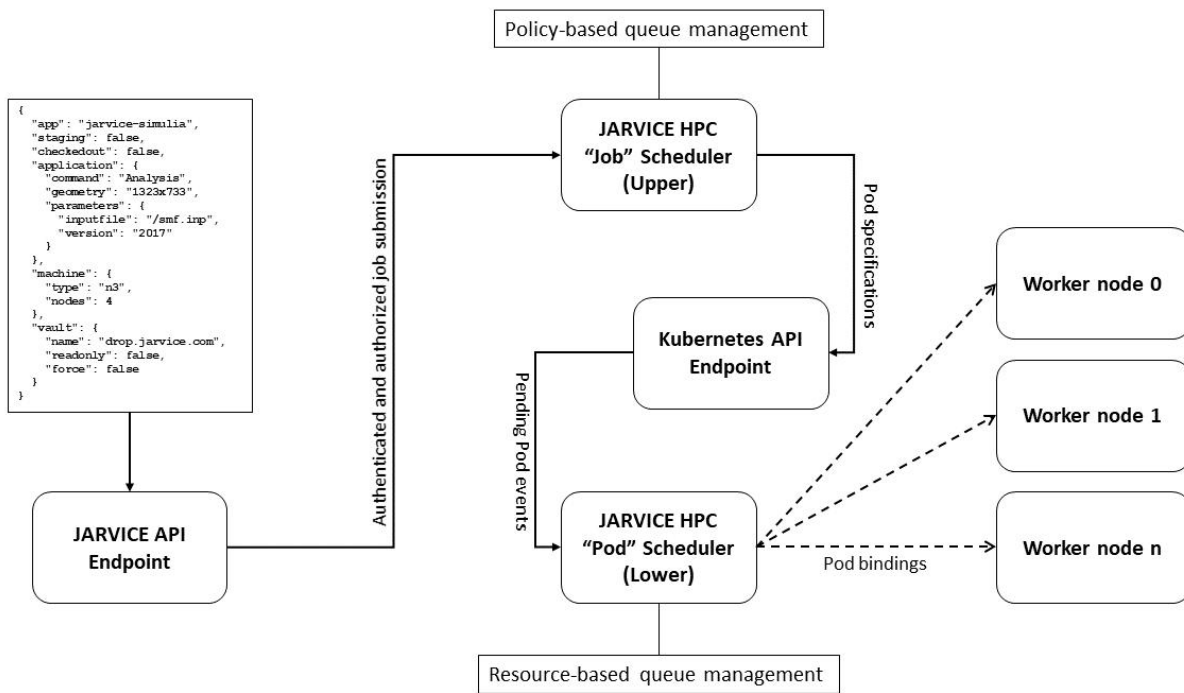 Policy-based queue management
{
  "app": "jarvice-simulia",
  "staging": false,
  "checkedout": false,
  "application": {
    "command": "Analysis",
    "geometry": "1323x733",
    "parameters": {
      "inputfile": "/smf.inp",
      "version": "2017"
    }
  },
  "machine": {
    "type": "n3",
    "nodes": 4
  },
  "vault": {
    "name": "drop.jarvice.com",
    "readonly": false,
    "force": false
  }
}
JARVICE API
Endpoint
Authenticated and authorized job submission
JARVICE HPC
“Job” Scheduler
(Upper)
Pod specifications
Kubernetes API
Endpoint
Pending Pod events
JARVICE HPC
“Pod” Scheduler
(Lower)
Pod bindings
Worker node 0
Worker node 1
Worker node n
Resource-based queue management